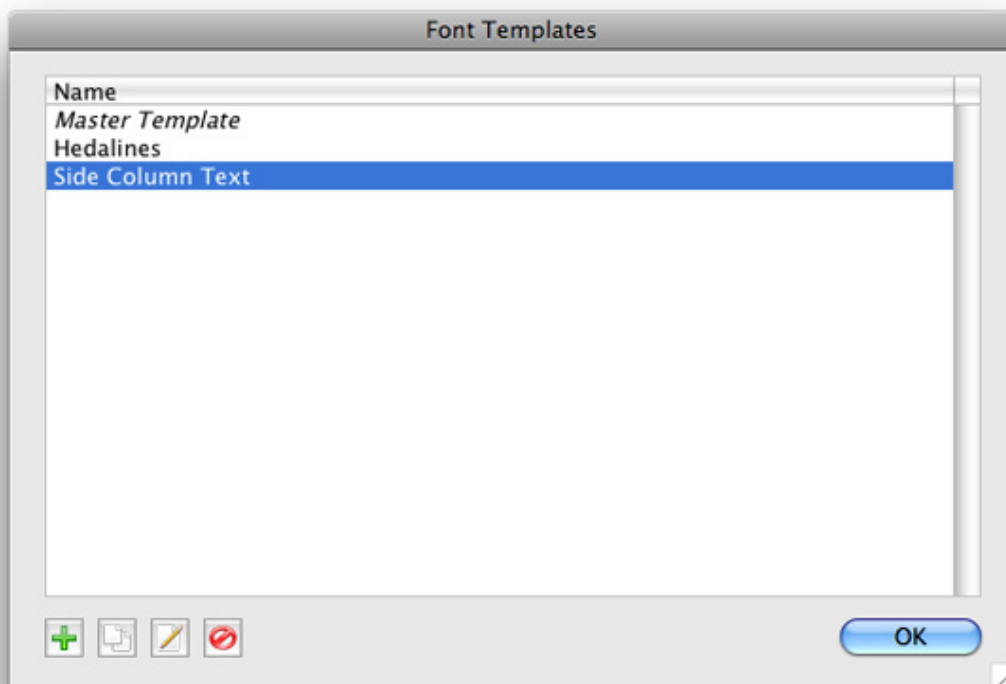 Font Templates
Name
Master Template
Hedalines
Side Column Text
OK